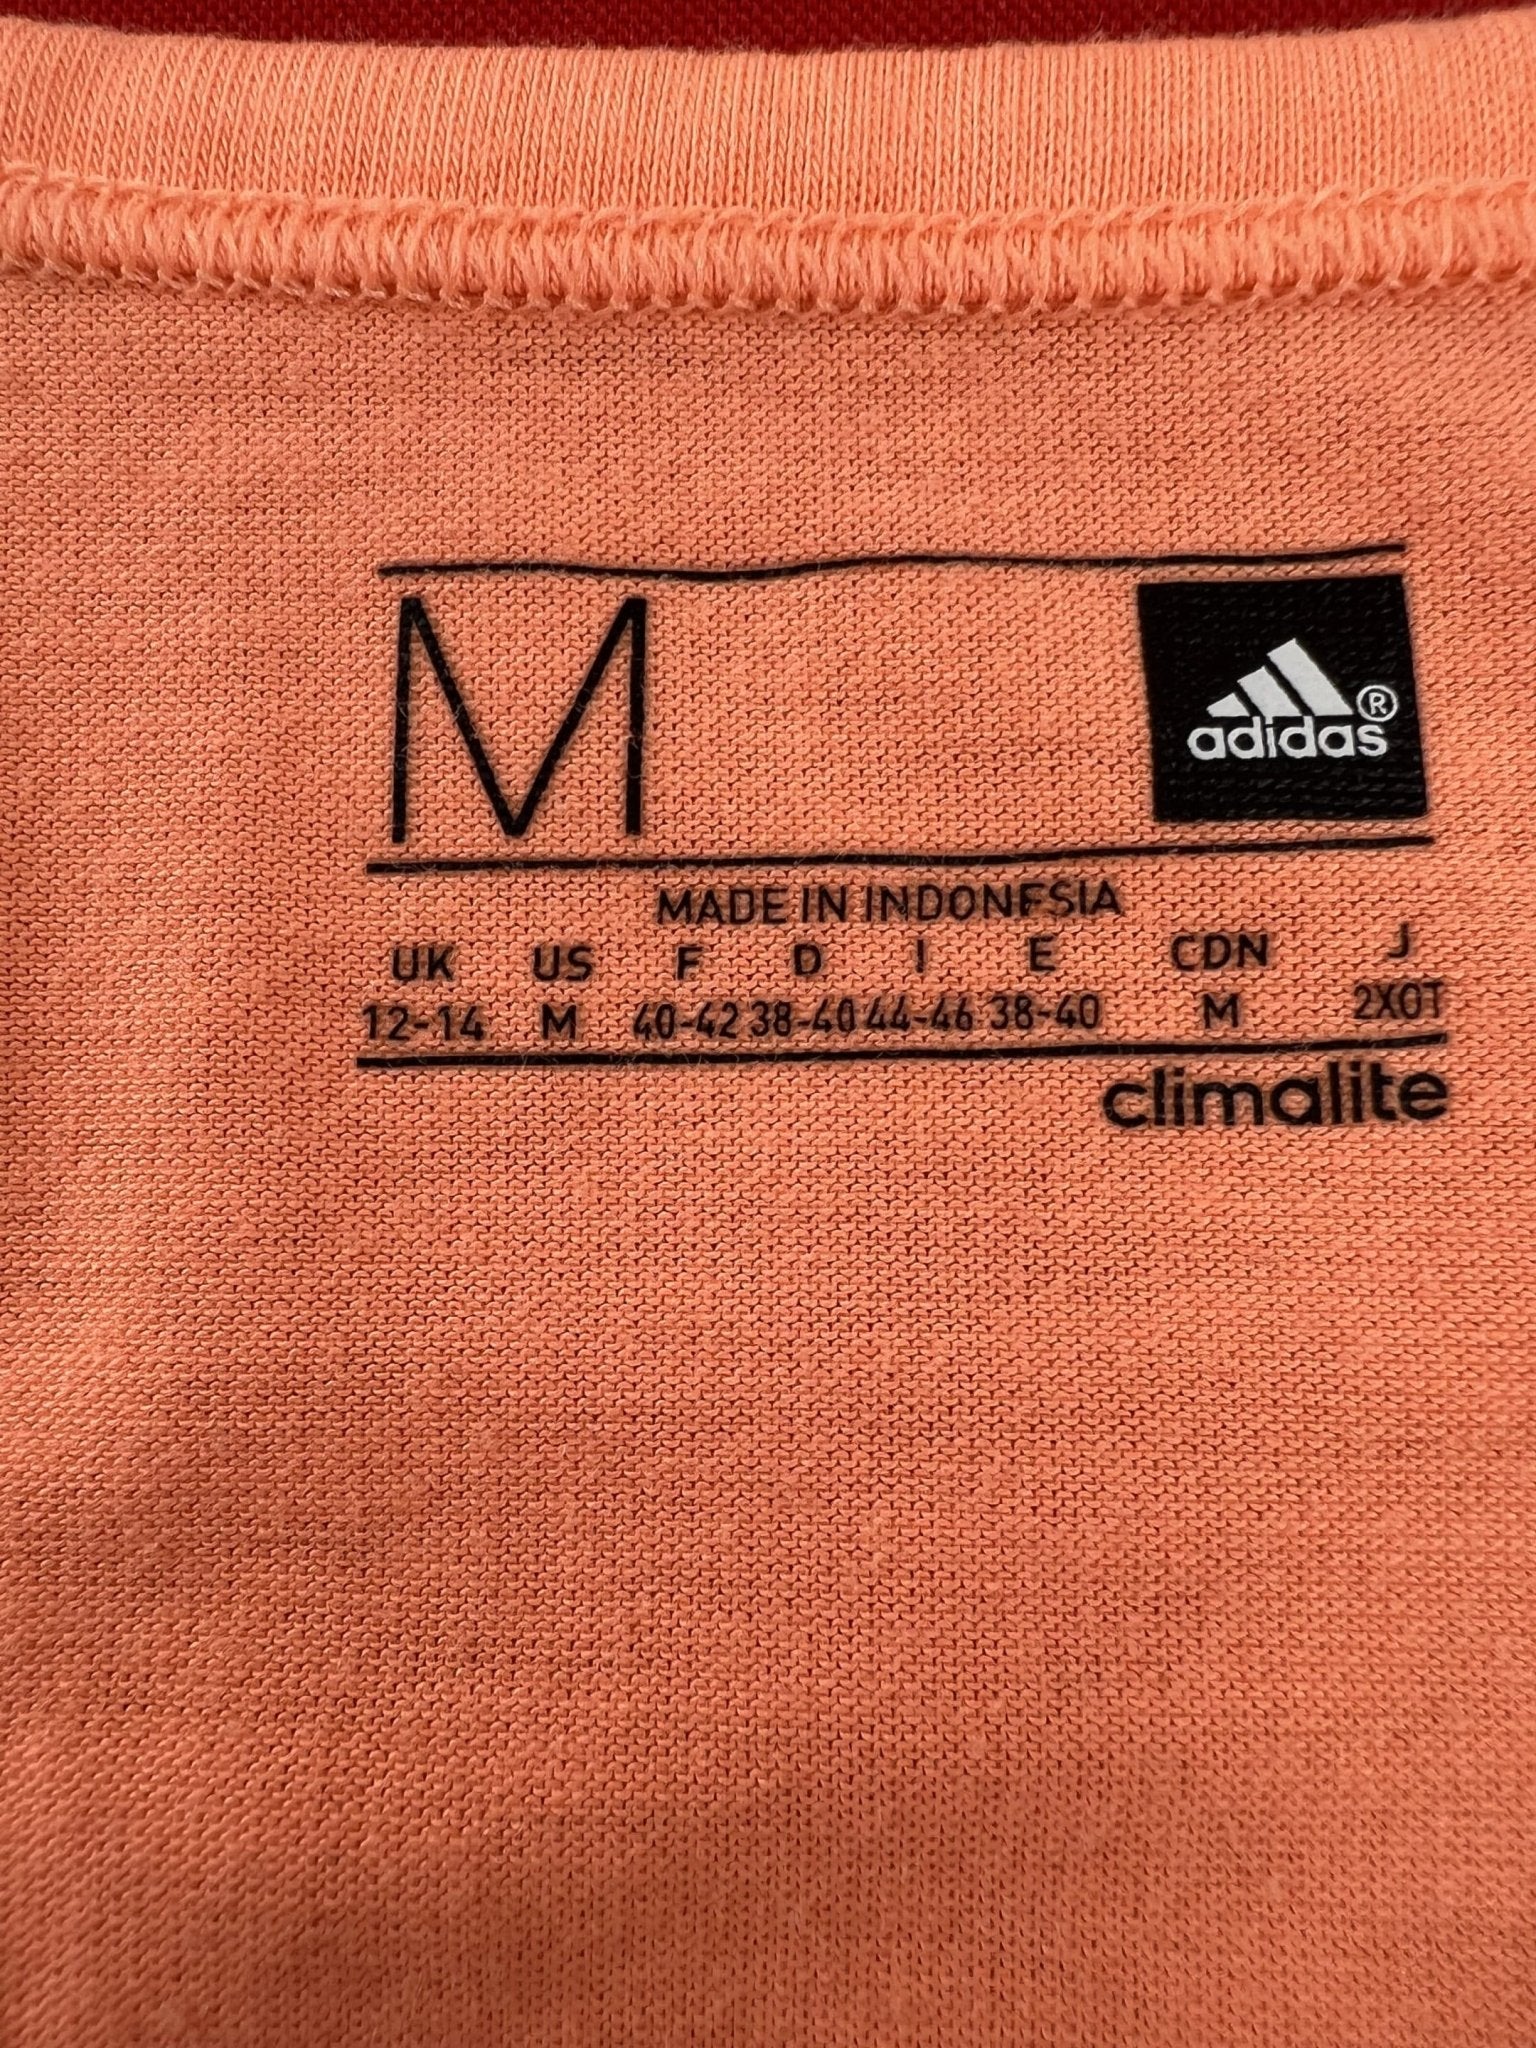 M
adidas®
MADE IN INDONESIA
UK US F D I E CDN J
12-14 M 40-42 38-40 44-46 38-40 M 2XOT
climalite